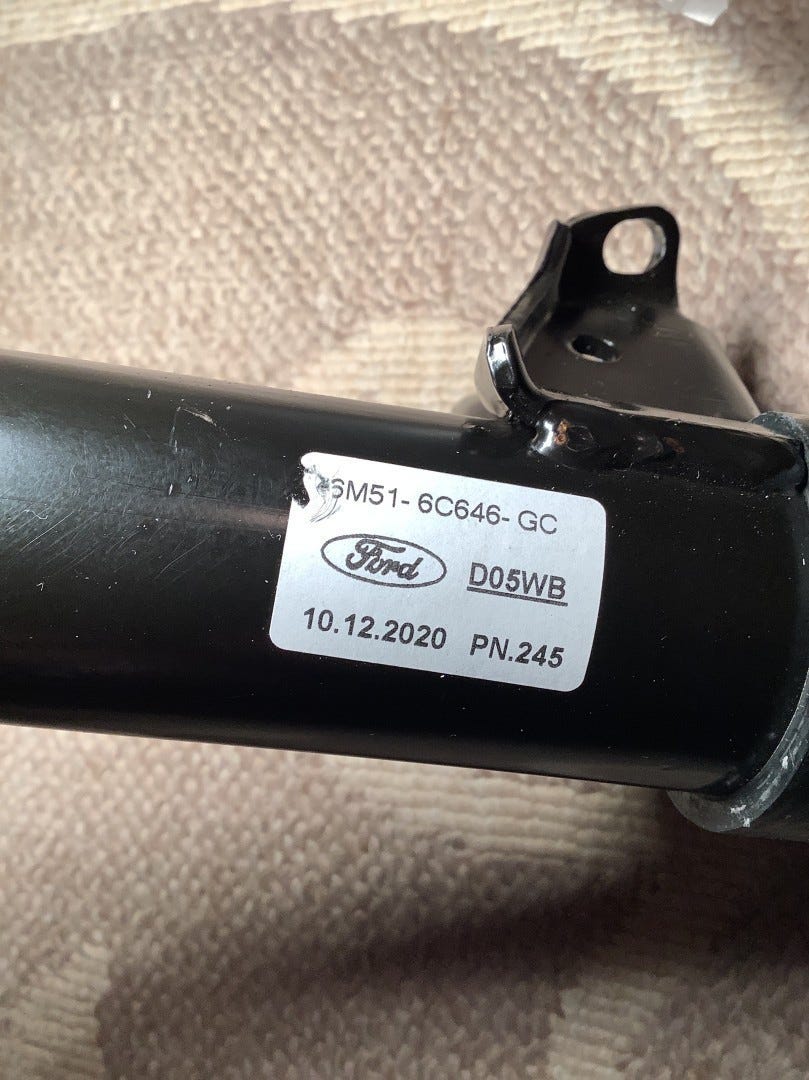 6M51- 6C646- GC
Ford D05WB
10.12.2020 PN.245